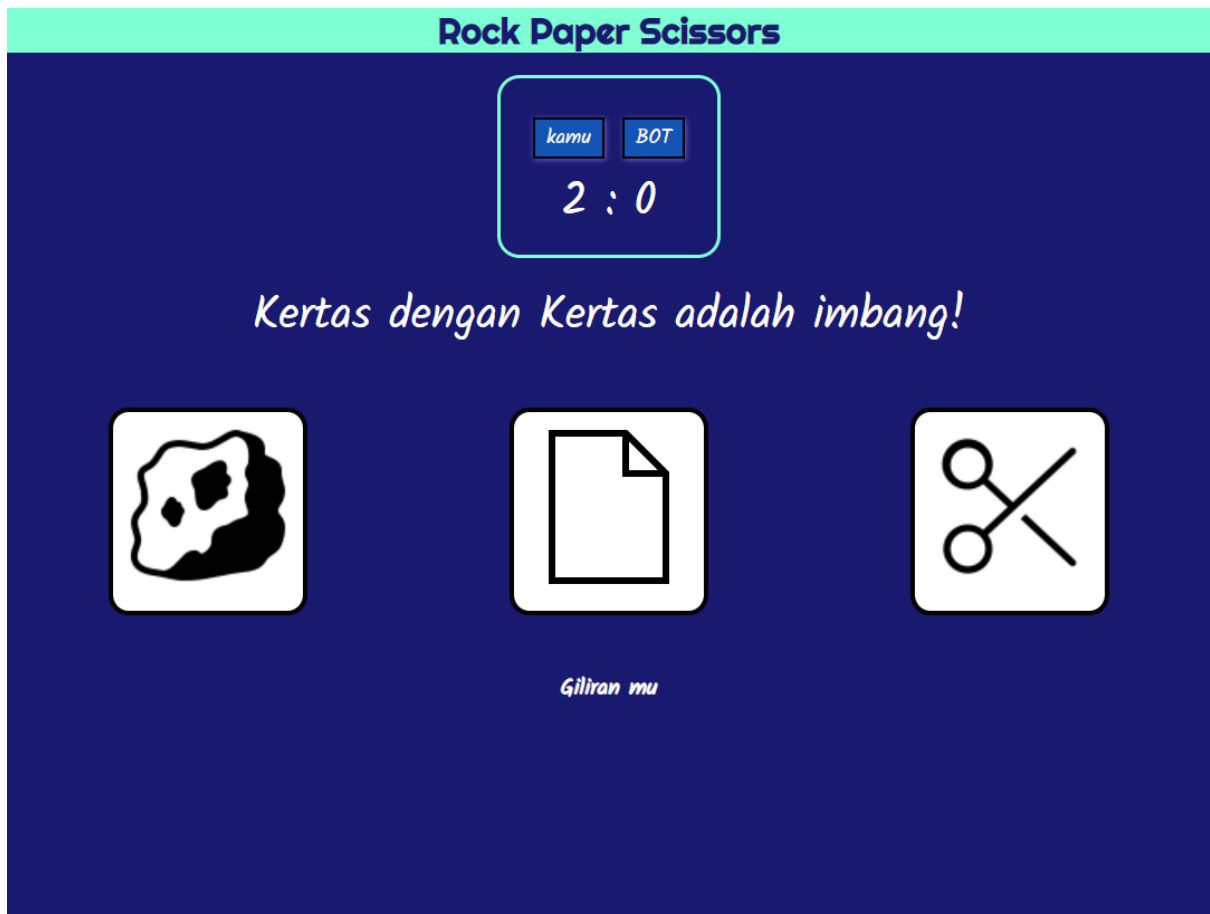 Rock Paper Scissors
kamu BOT
2 : 0
Kertas dengan Kertas adalah imbang!
Giliran mu